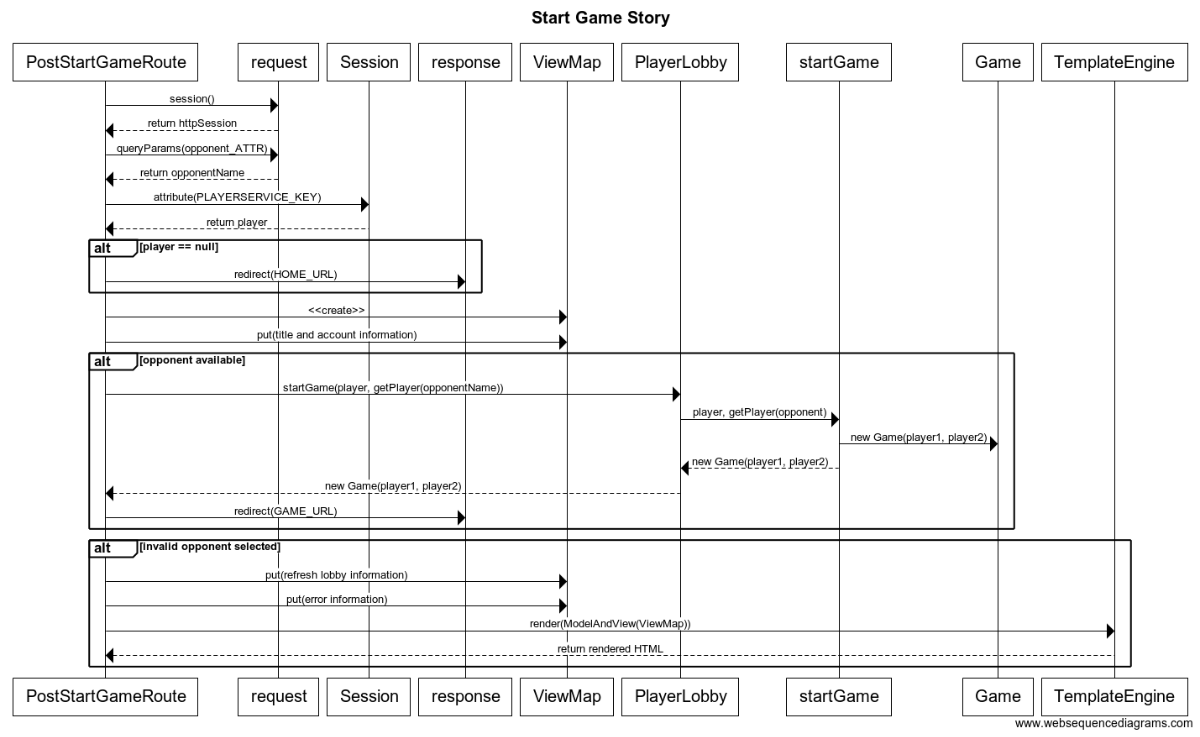 Start Game Story
PostStartGameRoute request Session response ViewMap PlayerLobby startGame Game TemplateEngine
session()
return httpSession
queryParams(opponent_ATTR)
return opponentName
attribute(PLAYERSERVICE_KEY)
return player
alt [player == null]
redirect(HOME_URL)
<<create>>
put(title and account information)
alt [opponent available]
startGame(player, getPlayer(opponentName))
player, getPlayer(opponent)
new Game(player1, player2)
new Game(player1, player2)
new Game(player1, player2)
redirect(GAME_URL)
alt [invalid opponent selected]
put(refresh lobby information)
put(error information)
render(ModelAndView(ViewMap))
return rendered HTML
PostStartGameRoute request Session response ViewMap PlayerLobby startGame Game TemplateEngine
www.websequencediagrams.com